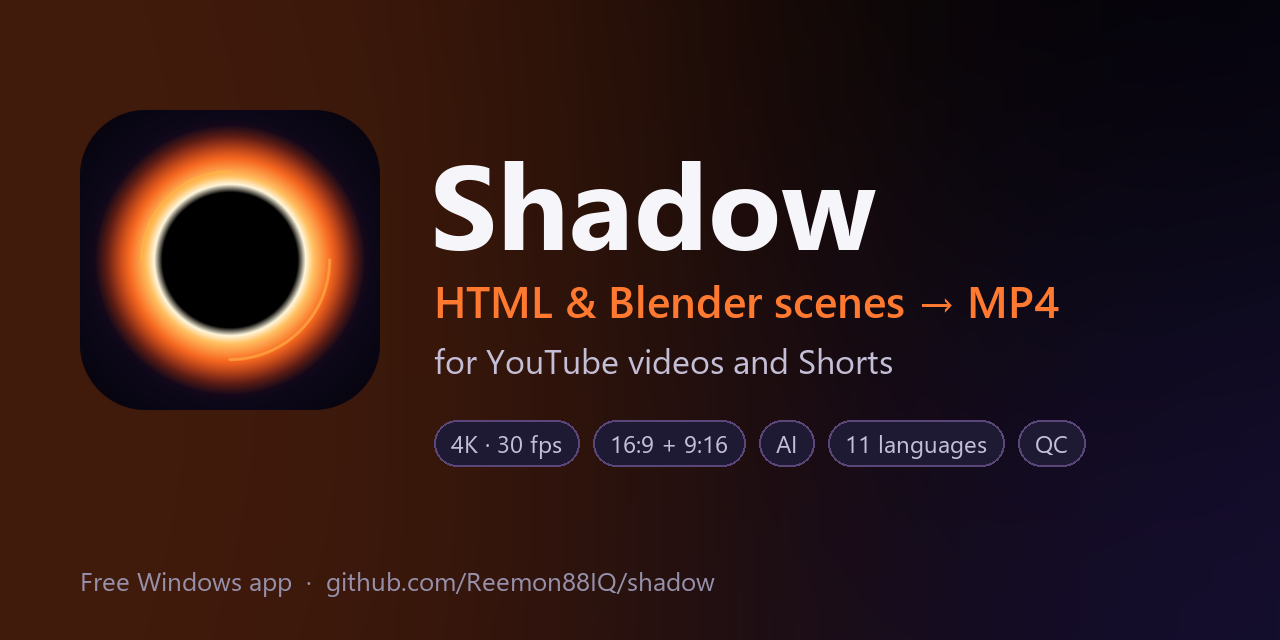 Shadow
HTML & Blender scenes → MP4
for YouTube videos and Shorts
4K · 30 fps 16:9 + 9:16 AI 11 languages QC
Free Windows app · github.com/Reemon88IQ/shadow